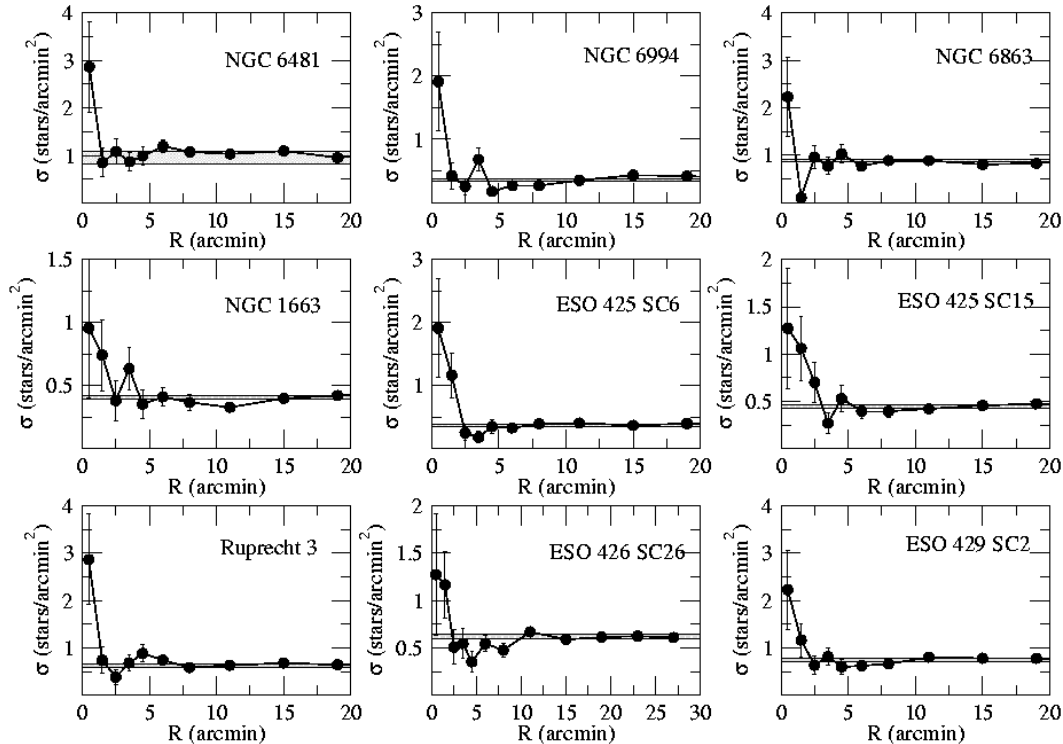 4
3
2
1
σ (stars/arcmin²)
NGC 6481
0 5 10 15 20
R (arcmin)
3
2
1
0
σ (stars/arcmin²)
NGC 6994
0 5 10 15 20
R (arcmin)
4
3
2
1
σ (stars/arcmin²)
NGC 6863
0 5 10 15 20
R (arcmin)
1.5
1
0.5
σ (stars/arcmin²)
NGC 1663
0 5 10 15 20
R (arcmin)
3
2
1
0
σ (stars/arcmin²)
ESO 425 SC6
0 5 10 15 20
R (arcmin)
2
1.5
1
0.5
σ (stars/arcmin²)
ESO 425 SC15
0 5 10 15 20
R (arcmin)
4
3
2
1
σ (stars/arcmin²)
Ruprecht 3
0 5 10 15 20
R (arcmin)
2
1.5
1
0.5
σ (stars/arcmin²)
ESO 426 SC26
0 5 10 15 20 25 30
R (arcmin)
4
3
2
1
σ (stars/arcmin²)
ESO 429 SC2
0 5 10 15 20
R (arcmin)